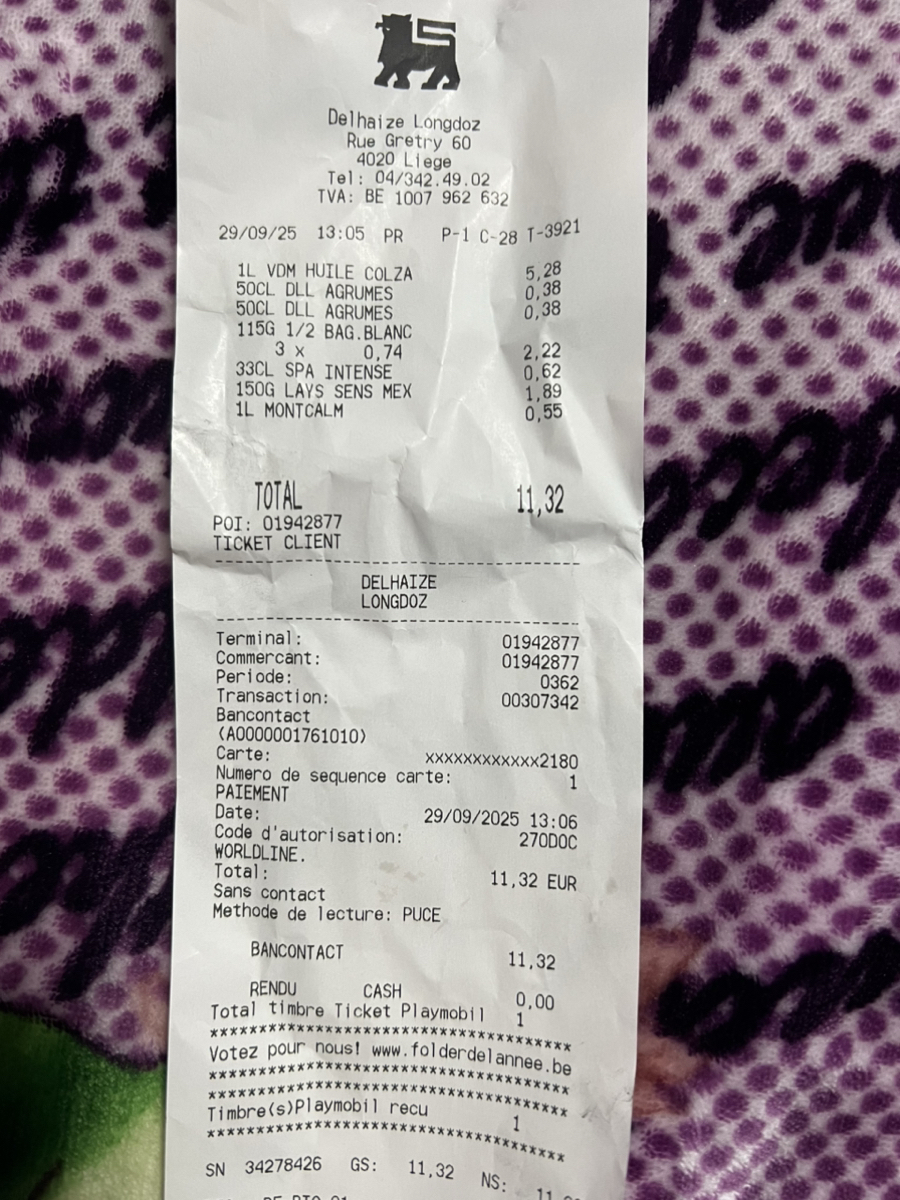 Delhaize Longdoz
Rue Gretry 60
4020 Liege
Tel: 04/342.49.02
TVA: BE 1007 962 632
29/09/25 13:05 PR P-1 C-28 T-3921
1L VDM HUILE COLZA 5,28
50CL DLL AGRUMES 0,38
50CL DLL AGRUMES 0,38
115G 1/2 BAG.BLANC
3 x 0,74 2,22
33CL SPA INTENSE 0,62
150G LAYS SENS MEX 1,89
1L MONTCALM 0,55
TOTAL 11,32
POI: 01942877
TICKET CLIENT
--------------------------------------
DELHAIZE
LONGDOZ
--------------------------------------
Terminal: 01942877
Commercant: 01942877
Periode: 0362
Transaction: 00307342
Bancontact
(A0000001761010)
Carte: xxxxxxxxxxxx2180
Numero de sequence carte: 1
PAIEMENT
Date: 29/09/2025 13:06
Code d'autorisation: 270DOC
WORLDLINE.
Total: 11,32 EUR
Sans contact
Methode de lecture: PUCE
BANCONTACT 11,32
RENDU CASH 0,00
Total timbre Ticket Playmobil 1
**************************************
Votez pour nous! www.folderdelannee.be
**************************************
**************************************
Timbre(s)Playmobil recu 1
**************************************
SN 34278426 GS: 11,32 NS: